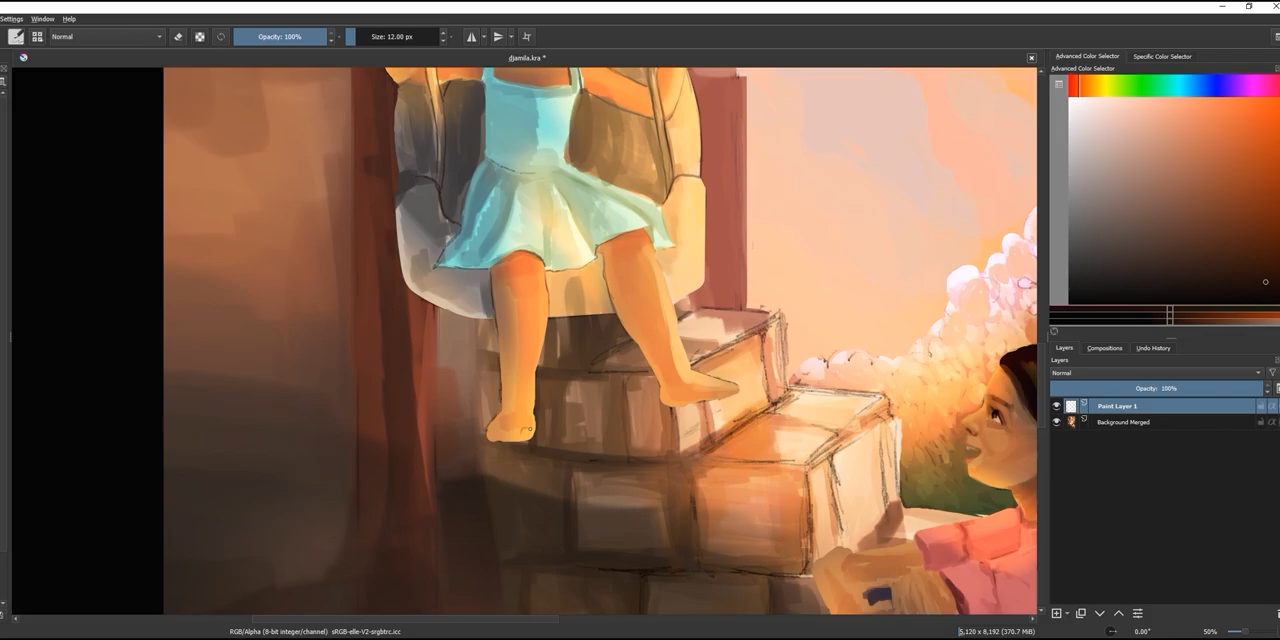 Settings Window Help
Normal Opacity: 100% Size: 12.00 px
djamila.kra *
Advanced Color Selector Specific Color Selector
Advanced Color Selector
Layers Compositions Undo History
Layers
Normal
Opacity: 100%
Paint Layer 1
Background Merged
RGB/Alpha (8-bit integer/channel) sRGB-elle-V2-srgbtrc.icc 5,120 x 8,192 (370.7 MiB) 0.00° 50%